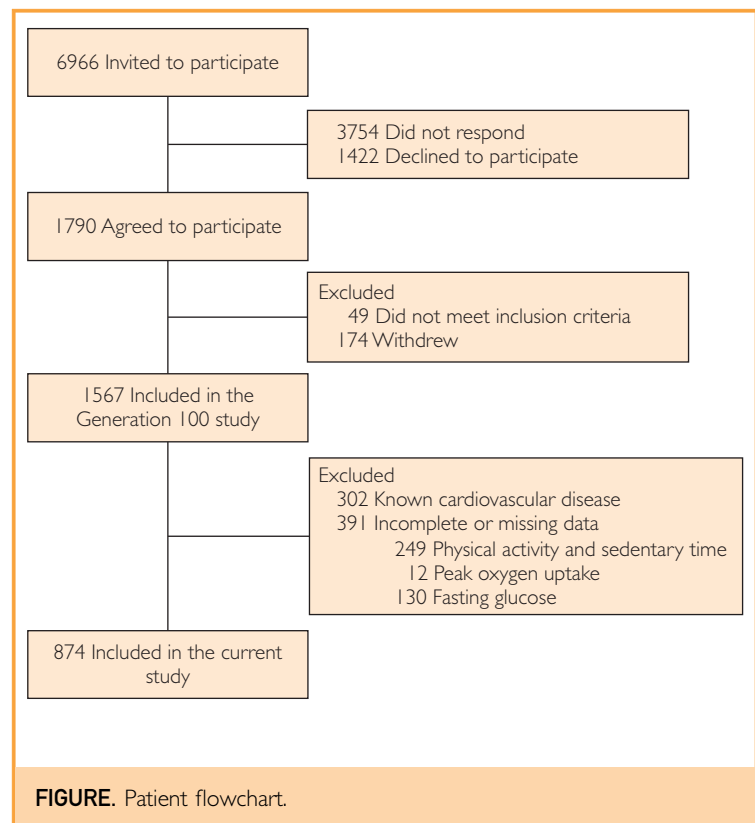 6966 Invited to participate
3754 Did not respond
1422 Declined to participate
1790 Agreed to participate
Excluded
49 Did not meet inclusion criteria
174 Withdrew
1567 Included in the
Generation 100 study
Excluded
302 Known cardiovascular disease
391 Incomplete or missing data
249 Physical activity and sedentary time
12 Peak oxygen uptake
130 Fasting glucose
874 Included in the current
study
FIGURE. Patient flowchart.